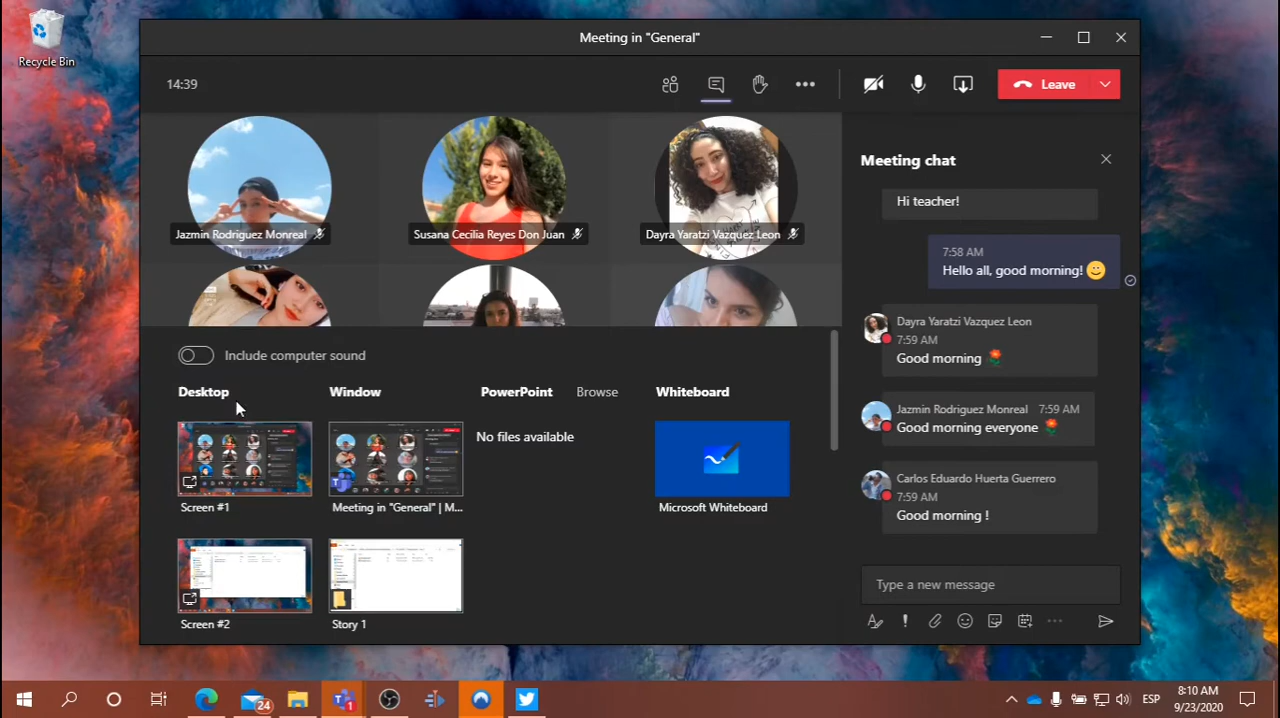 Recycle Bin
Meeting in "General"
14:39
Leave
Jazmin Rodriguez Monreal
Susana Cecilia Reyes Don Juan
Dayra Yaratzi Vazquez Leon
Include computer sound
Desktop
Window
PowerPoint
Browse
Whiteboard
No files available
Screen #1
Meeting in "General" | M...
Microsoft Whiteboard
Screen #2
Story 1
Meeting chat
Hi teacher!
7:58 AM
Hello all, good morning!
Dayra Yaratzi Vazquez Leon
7:59 AM
Good morning
Jazmin Rodriguez Monreal 7:59 AM
Good morning everyone
Carlos Eduardo Huerta Guerrero
7:59 AM
Good morning !
Type a new message
24
1
ESP
8:10 AM
9/23/2020